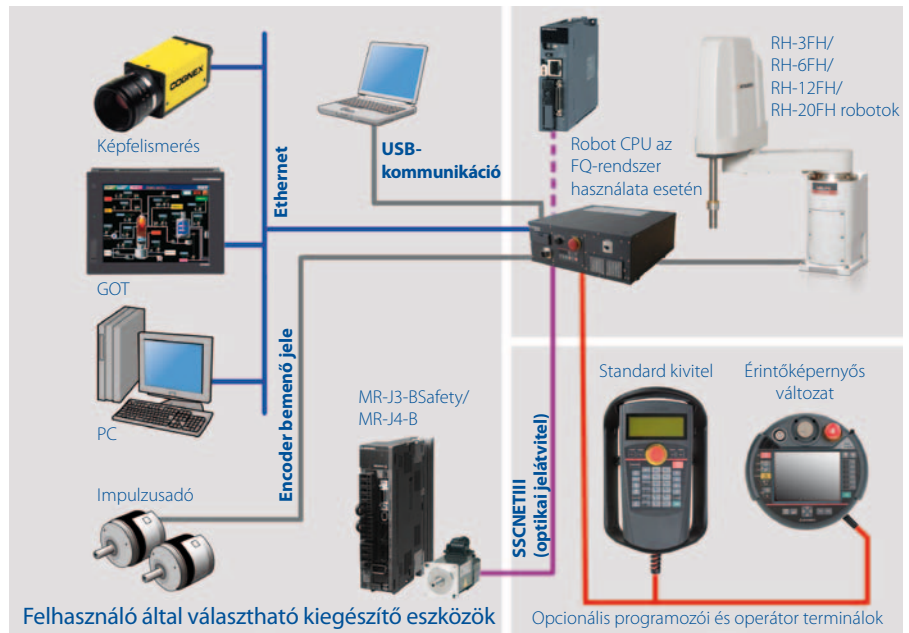 COGNEX
Képfelismerés
GOT
PC
Impulzusadó
Ethernet
Encoder bemenő jele
USB-
kommunikáció
MR-J3-BSafety/
MR-J4-B
SSCNETIII
(optikai jelátvitel)
Felhasználó által választható kiegészítő eszközök
Robot CPU az
FQ-rendszer
használata esetén
RH-3FH/
RH-6FH/
RH-12FH/
RH-20FH robotok
Standard kivitel
Érintőképernyős
változat
Opcionális programozói és operátor terminálok